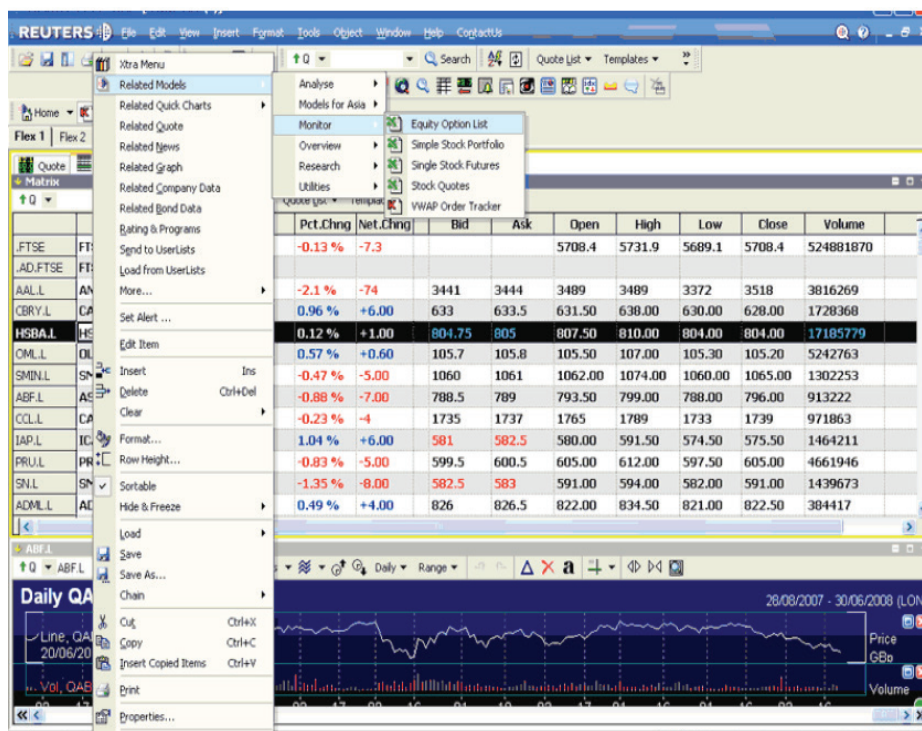 REUTERS File Edit View Insert Format Tools Object Window Help ContactUs
Q Search Quote List Templates
Home
Flex 1 Flex 2
Quote
Matrix
Q
Xtra Menu
Related Models
Related Quick Charts
Related Quote
Related News
Related Graph
Related Company Data
Related Bond Data
Rating & Programs
Send to UserLists
Load from UserLists
More...
Set Alert ...
Edit Item
Insert Ins
Delete Ctrl+Del
Clear
Format...
Row Height...
Sortable
Hide & Freeze
Load
Save
Save As...
Chain
Cut Ctrl+X
Copy Ctrl+C
Insert Copied Items Ctrl+V
Print
Properties...
Analyse
Models for Asia
Monitor
Overview
Research
Utilities
Equity Option List
Simple Stock Portfolio
Single Stock Futures
Stock Quotes
VWAP Order Tracker
Pct.Chng Net.Chng Bid Ask Open High Low Close Volume
.FTSE -0.13 % -7.3 5708.4 5731.9 5689.1 5708.4 524881870
.AD.FTSE
AAL.L -2.1 % -74 3441 3444 3489 3489 3372 3518 3816269
CBRY.L 0.96 % +6.00 633 633.5 631.50 638.00 630.00 628.00 1728368
HSBA.L 0.12 % +1.00 804.75 805 807.50 810.00 804.00 804.00 17185779
OML.L 0.57 % +0.60 105.7 105.8 105.50 107.00 105.30 105.20 5242763
SMIN.L -0.47 % -5.00 1060 1061 1062.00 1074.00 1060.00 1065.00 1302253
ABF.L -0.88 % -7.00 788.5 789 793.50 799.00 788.00 796.00 913222
CCL.L -0.23 % -4 1735 1737 1765 1789 1733 1739 971863
IAP.L 1.04 % +6.00 581 582.5 580.00 591.50 574.50 575.50 1464211
PRU.L -0.83 % -5.00 599.5 600.5 605.00 612.00 597.50 605.00 4661946
SN.L -1.35 % -8.00 582.5 583 591.00 594.00 582.00 591.00 1439673
ADML.L 0.49 % +4.00 826 826.5 822.00 834.50 821.00 822.50 384417
ABF.L
Q ABF.L Daily Range a
Daily 28/08/2007 - 30/06/2008 (LON
Line, Price
20/06/20 GBp
Vol, Volume